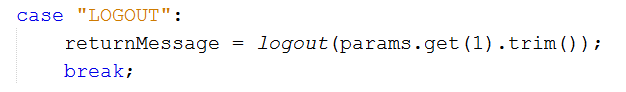 case "LOGOUT":
    returnMessage = logout(params.get(1).trim());
    break;